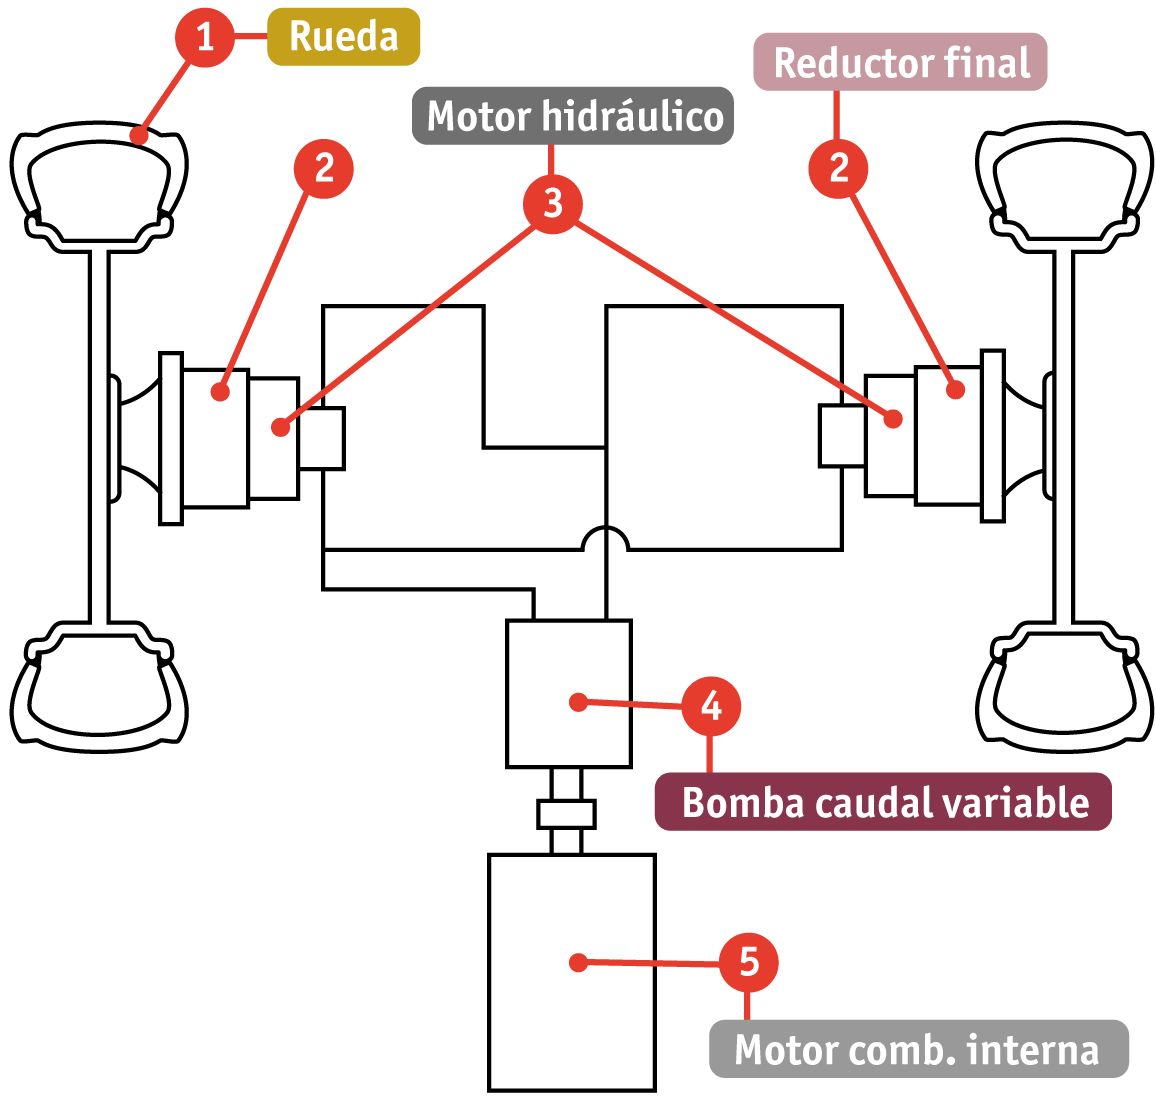 1 Rueda
Reductor final
Motor hidráulico
2
2
3
4
Bomba caudal variable
5
Motor comb. interna